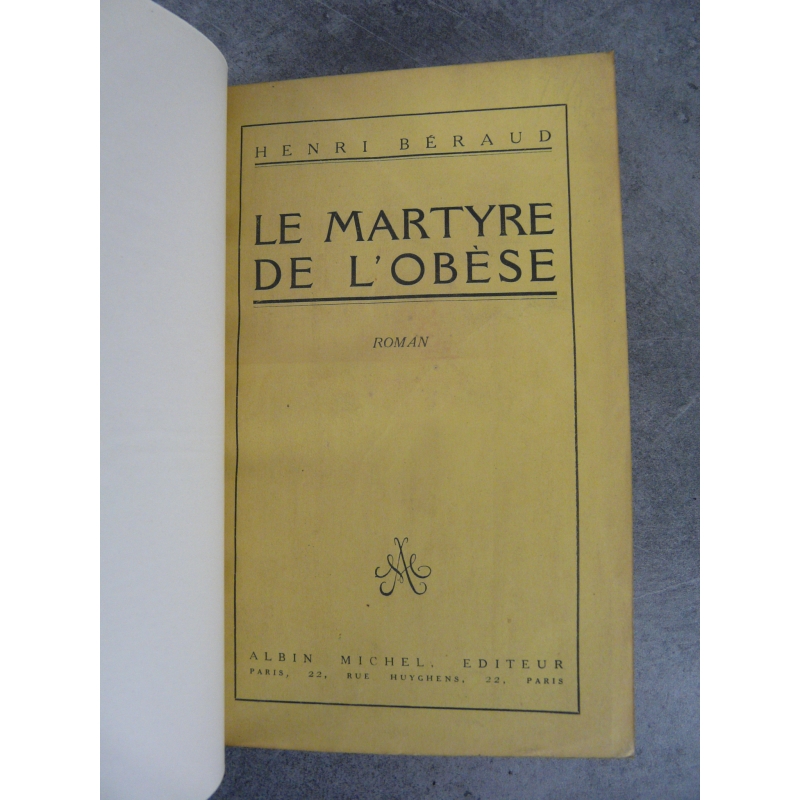 HENRI BÉRAUD
LE MARTYRE
DE L'OBÈSE
ROMAN
ALBIN MICHEL, EDITEUR
PARIS, 22, RUE HUYGHENS, 22, PARIS